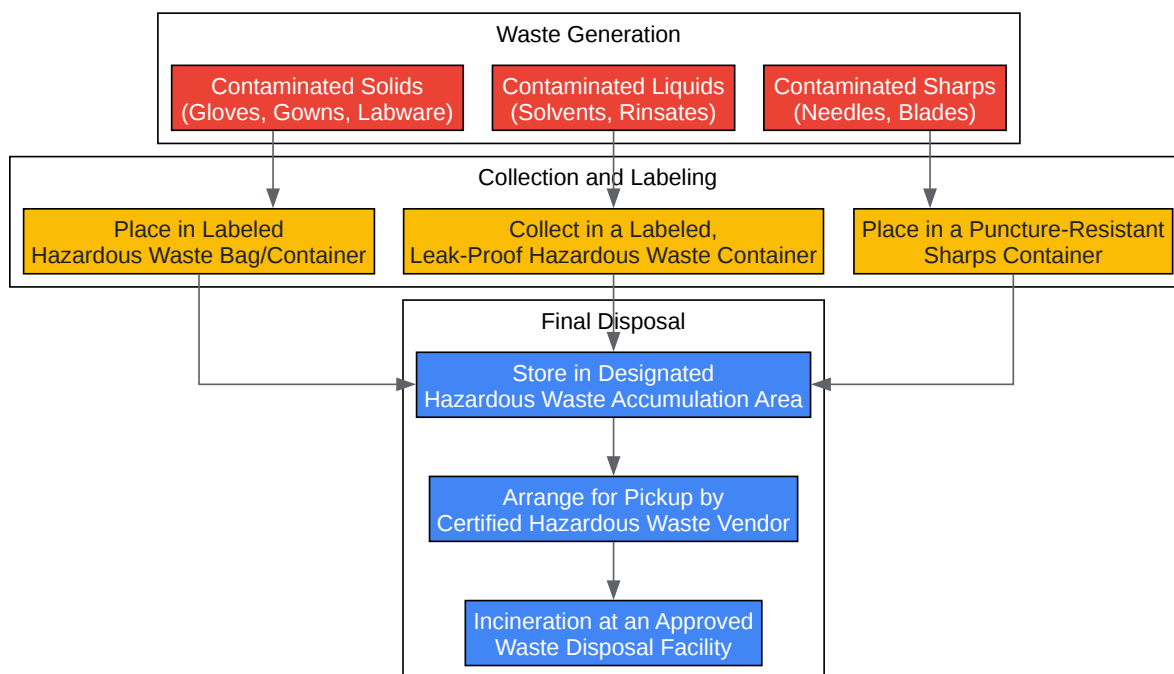 Waste Generation
Contaminated Solids
(Gloves, Gowns, Labware)
Contaminated Liquids
(Solvents, Rinsates)
Contaminated Sharps
(Needles, Blades)
Collection and Labeling
Place in Labeled
Hazardous Waste Bag/Container
Collect in a Labeled,
Leak-Proof Hazardous Waste Container
Place in a Puncture-Resistant
Sharps Container
Final Disposal
Store in Designated
Hazardous Waste Accumulation Area
Arrange for Pickup by
Certified Hazardous Waste Vendor
Incineration at an Approved
Waste Disposal Facility